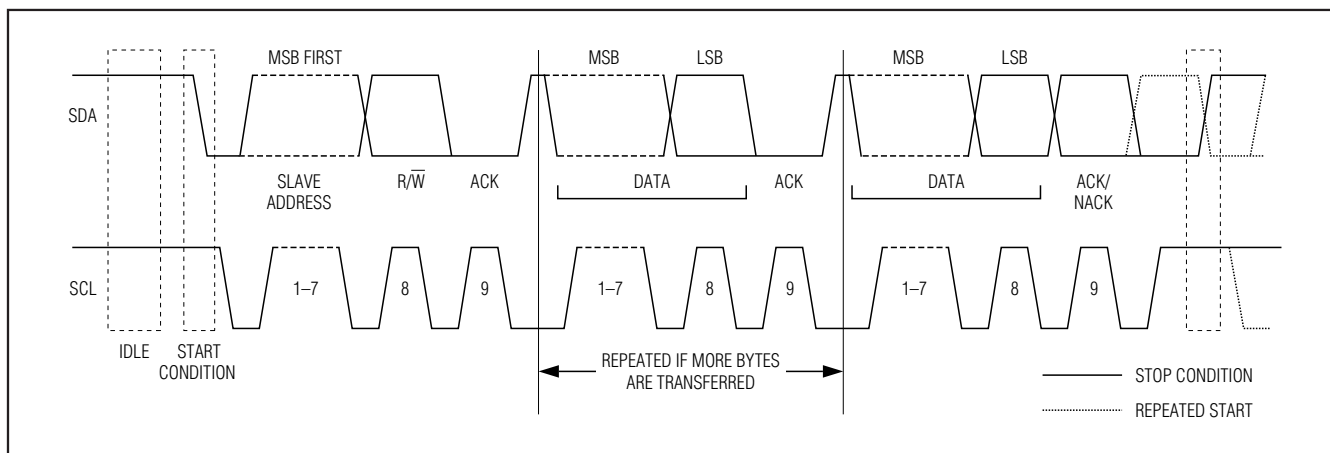 MSB FIRST
MSB
LSB
MSB
LSB
SDA
SLAVE
ADDRESS
R/W̅
ACK
DATA
ACK
DATA
ACK/
NACK
SCL
1–7
8
9
1–7
8
9
1–7
8
9
IDLE
START
CONDITION
REPEATED IF MORE BYTES
ARE TRANSFERRED
STOP CONDITION
REPEATED START